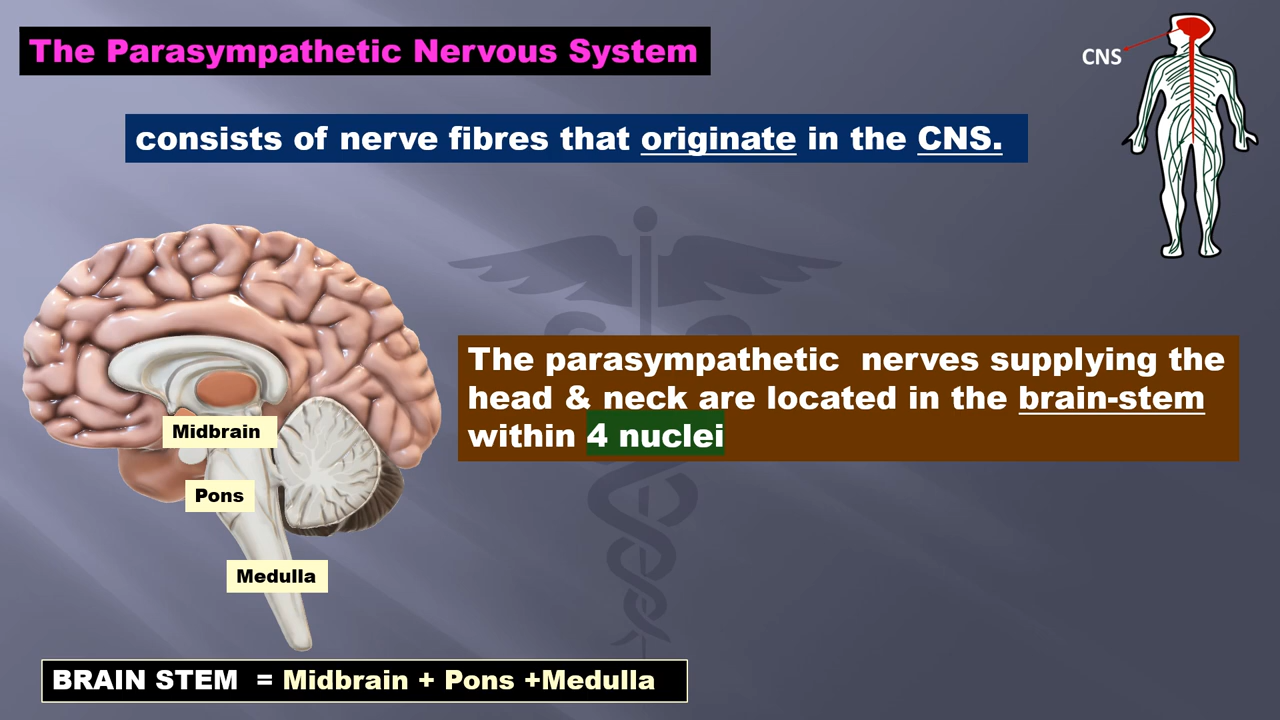 The Parasympathetic Nervous System
CNS
consists of nerve fibres that originate in the CNS.
The parasympathetic nerves supplying the
head & neck are located in the brain-stem
within 4 nuclei
Midbrain
Pons
Medulla
BRAIN STEM = Midbrain + Pons +Medulla